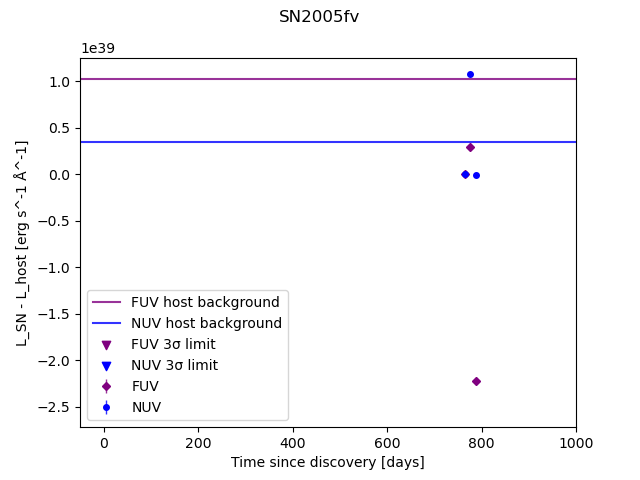 SN2005fv
1e39
1.0
0.5
0.0
−0.5
−1.0
−1.5
−2.0
−2.5
L_SN - L_host [erg s^-1 Å^-1]
FUV host background
NUV host background
FUV 3σ limit
NUV 3σ limit
FUV
NUV
0 200 400 600 800 1000
Time since discovery [days]